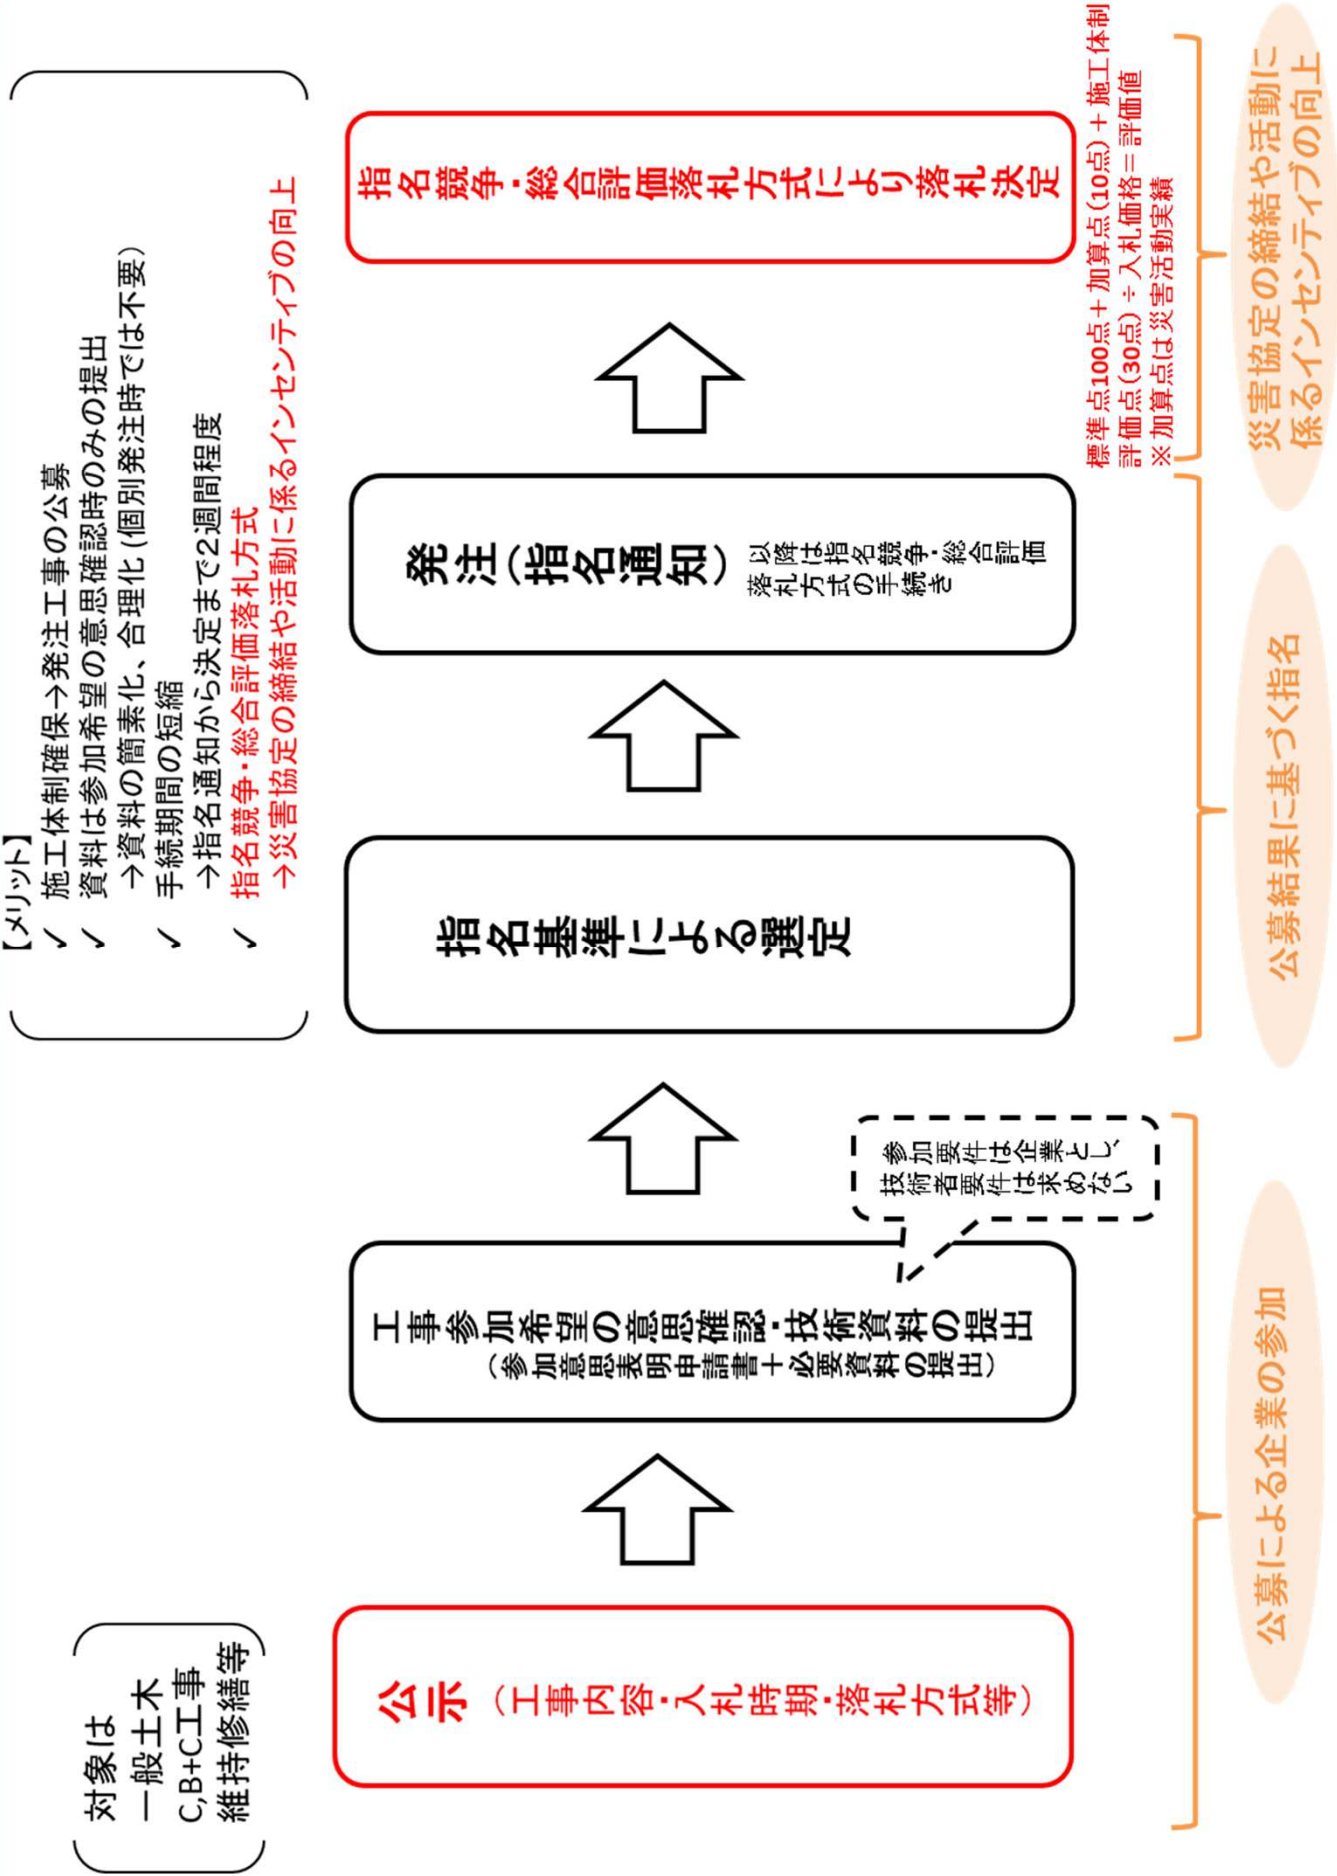 対象は
一般土木
C,B+C工事
維持修繕等
【メリット】
✓ 施工体制確保→発注工事の公募
✓ 資料は参加希望の意思確認時のみの提出
→資料の簡素化、合理化(個別発注時では不要)
✓ 手続期間の短縮
→指名通知から決定まで2週間程度
✓ 指名競争・総合評価落札方式
→災害協定の締結や活動に係るインセンティブの向上
公示
(工事内容・入札時期・落札方式等)
工事参加希望の意思確認・技術資料の提出
(参加意思表明申請書+必要資料の提出)
参加要件は企業とし、
技術者要件は求めない
指名基準による選定
発注(指名通知)
以降は指名競争・総合評価
落札方式の手続き
指名競争・総合評価落札方式により落札決定
標準点100点+加算点(10点)+施工体制
評価点(30点)÷入札価格=評価値
※加算点は災害活動実績
公募による企業の参加
公募結果に基づく指名
災害協定の締結や活動に
係るインセンティブの向上